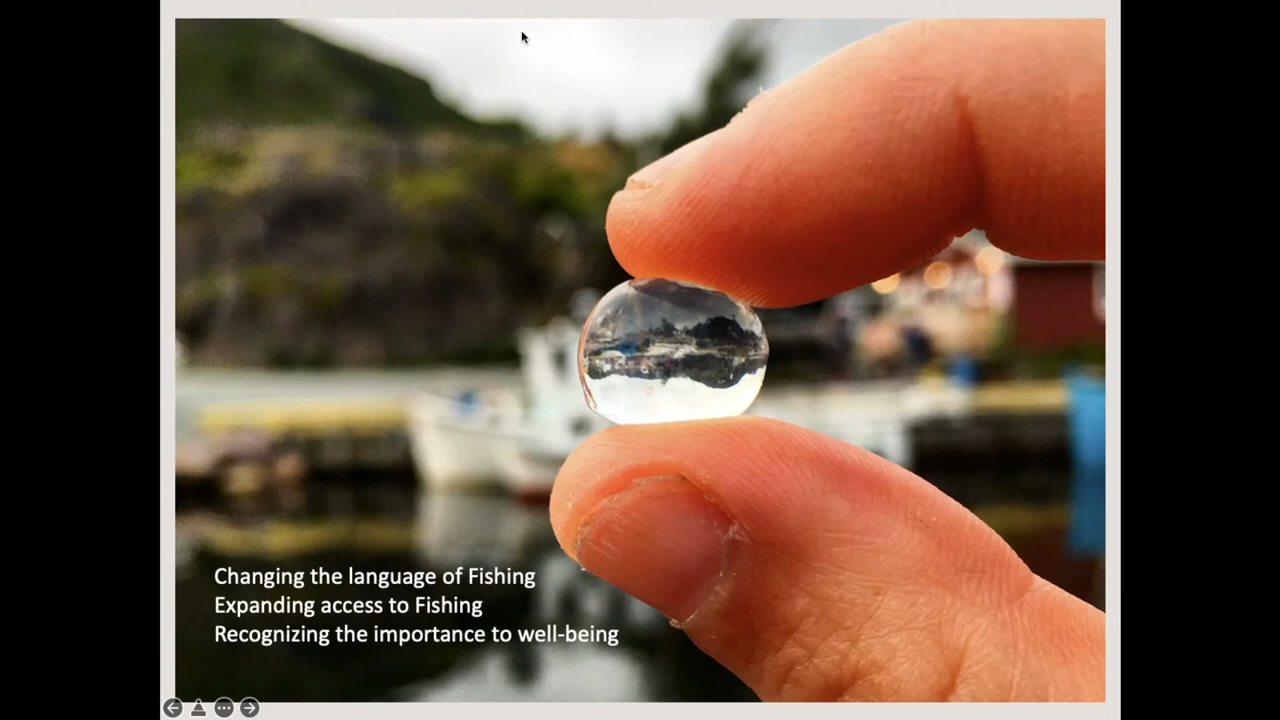 Changing the language of Fishing
Expanding access to Fishing
Recognizing the importance to well-being